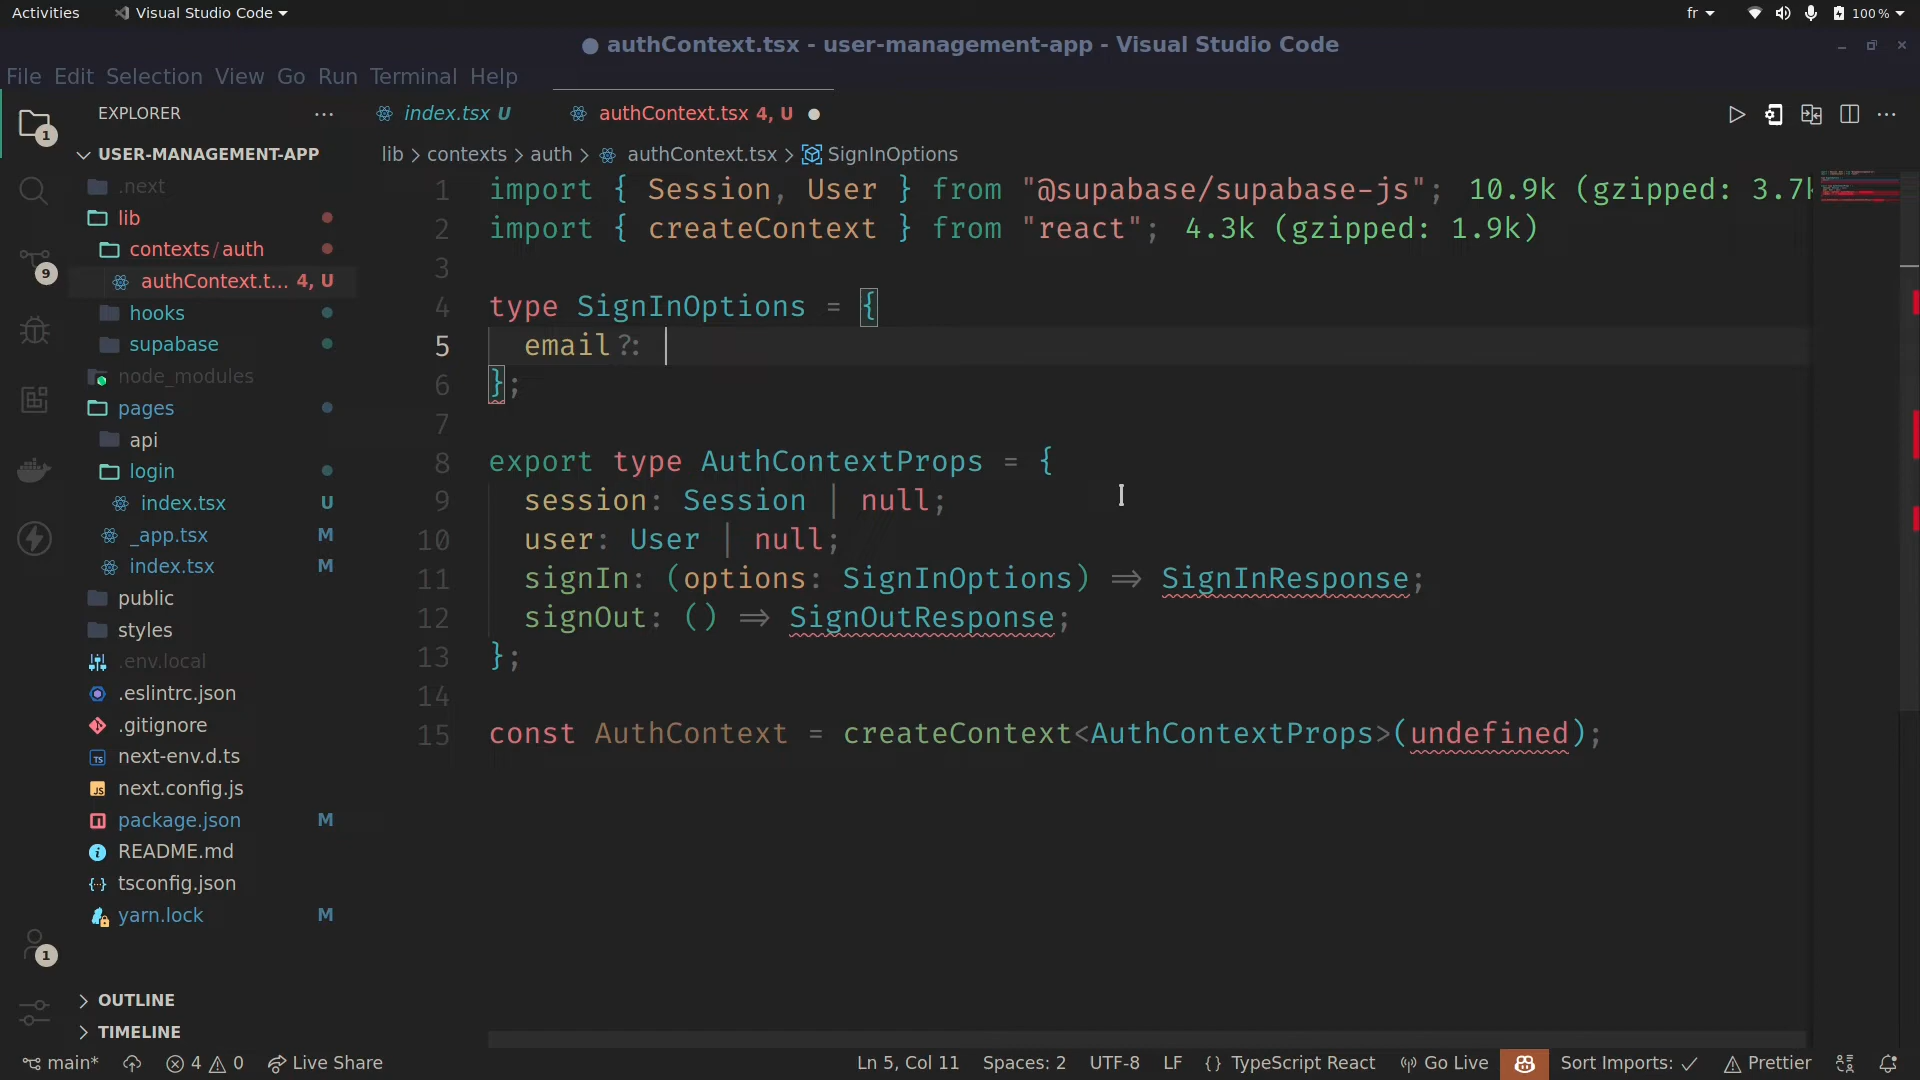 Activities
Visual Studio Code
fr
100 %
authContext.tsx - user-management-app - Visual Studio Code
File Edit Selection View Go Run Terminal Help
EXPLORER
index.tsx U
authContext.tsx 4, U
USER-MANAGEMENT-APP
lib > contexts > auth > authContext.tsx > SignInOptions
.next
lib
contexts/auth
authContext.t... 4, U
hooks
supabase
node_modules
pages
api
login
index.tsx U
_app.tsx M
index.tsx M
public
styles
.env.local
.eslintrc.json
.gitignore
next-env.d.ts
next.config.js
package.json M
README.md
tsconfig.json
yarn.lock M
OUTLINE
TIMELINE
1
9
1
1 import { Session, User } from "@supabase/supabase-js"; 10.9k (gzipped: 3.7k
2 import { createContext } from "react"; 4.3k (gzipped: 1.9k)
3
4 type SignInOptions = {
5 email?:
6 };
7
8 export type AuthContextProps = {
9 session: Session | null;
10 user: User | null;
11 signIn: (options: SignInOptions) => SignInResponse;
12 signOut: () => SignOutResponse;
13 };
14
15 const AuthContext = createContext<AuthContextProps>(undefined);
main* 4 0 Live Share Ln 5, Col 11 Spaces: 2 UTF-8 LF {} TypeScript React Go Live Sort Imports: ✓ Prettier